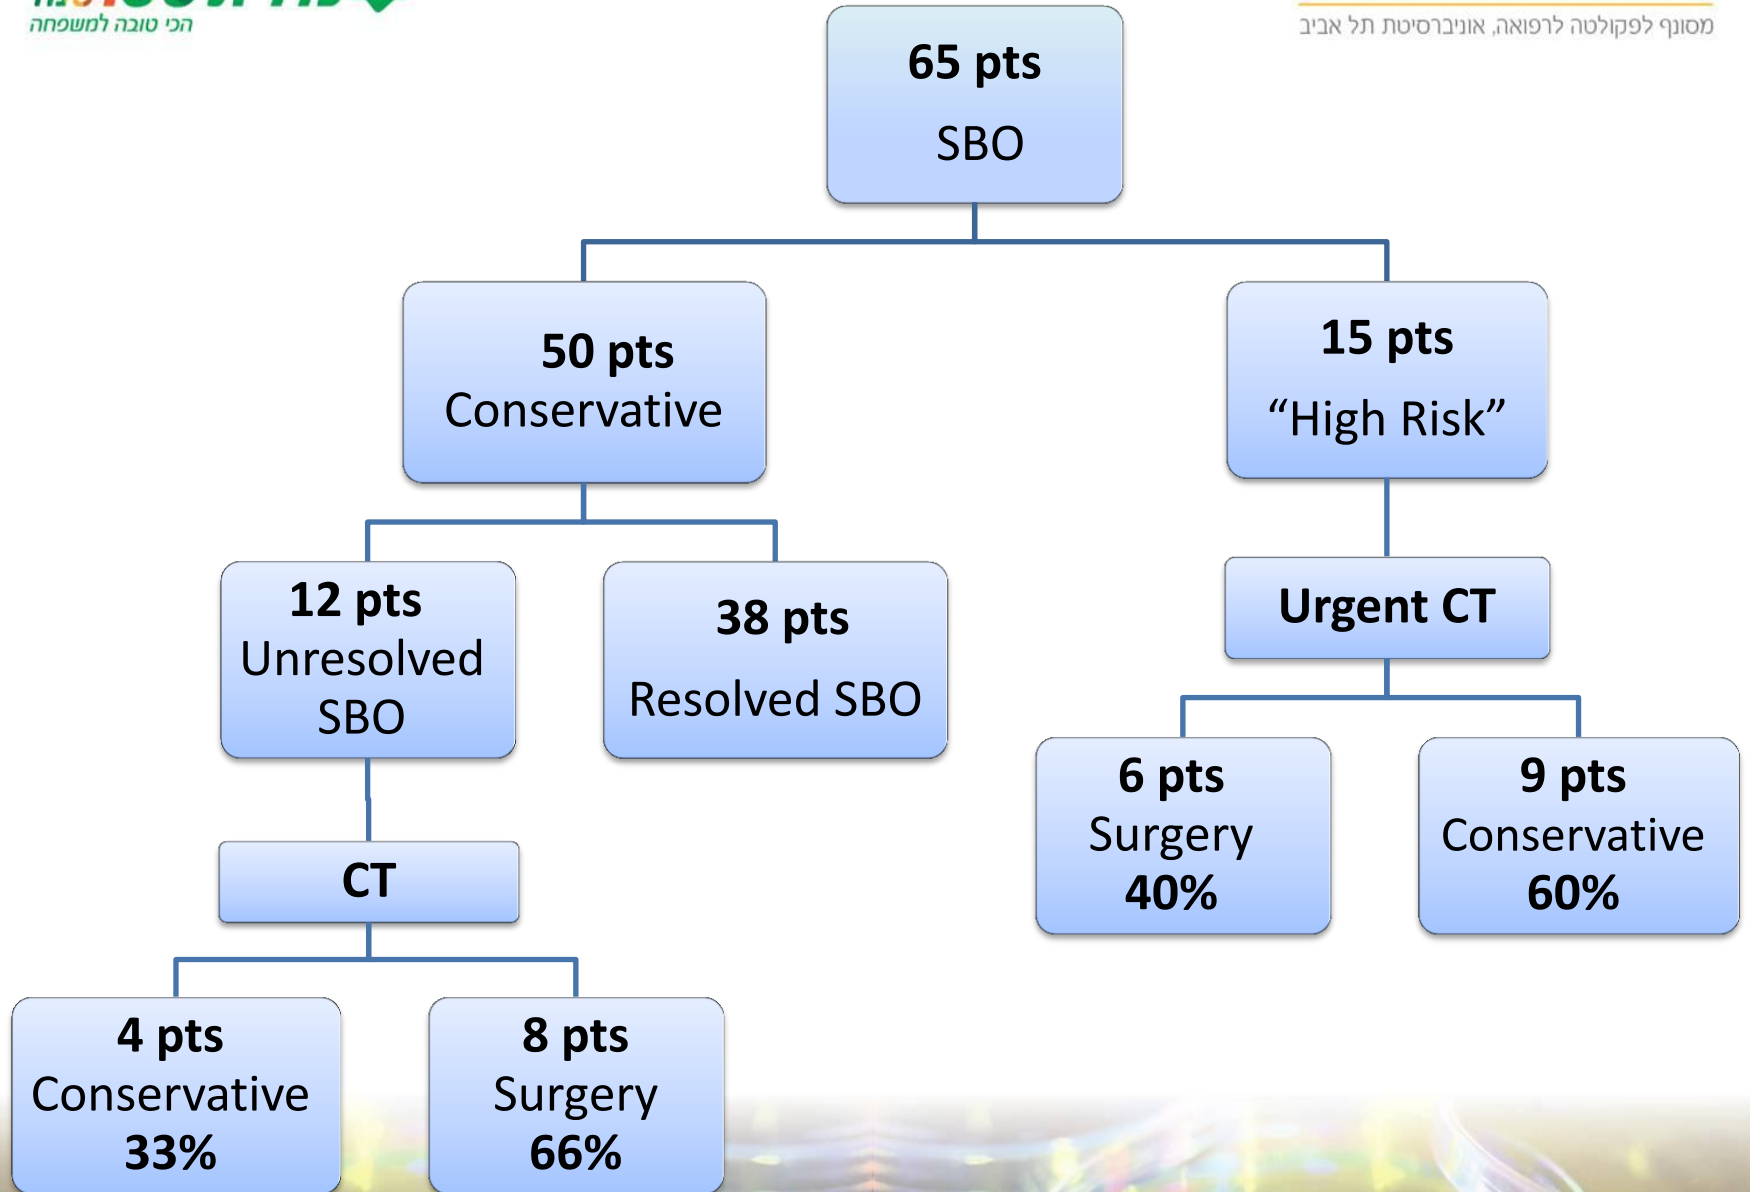 הכי טובה למשפחה
מסונף לפקולטה לרפואה, אוניברסיטת תל אביב
65 pts
SBO
50 pts
Conservative
15 pts
“High Risk”
12 pts
Unresolved
SBO
38 pts
Resolved SBO
Urgent CT
6 pts
Surgery
40%
9 pts
Conservative
60%
CT
4 pts
Conservative
33%
8 pts
Surgery
66%